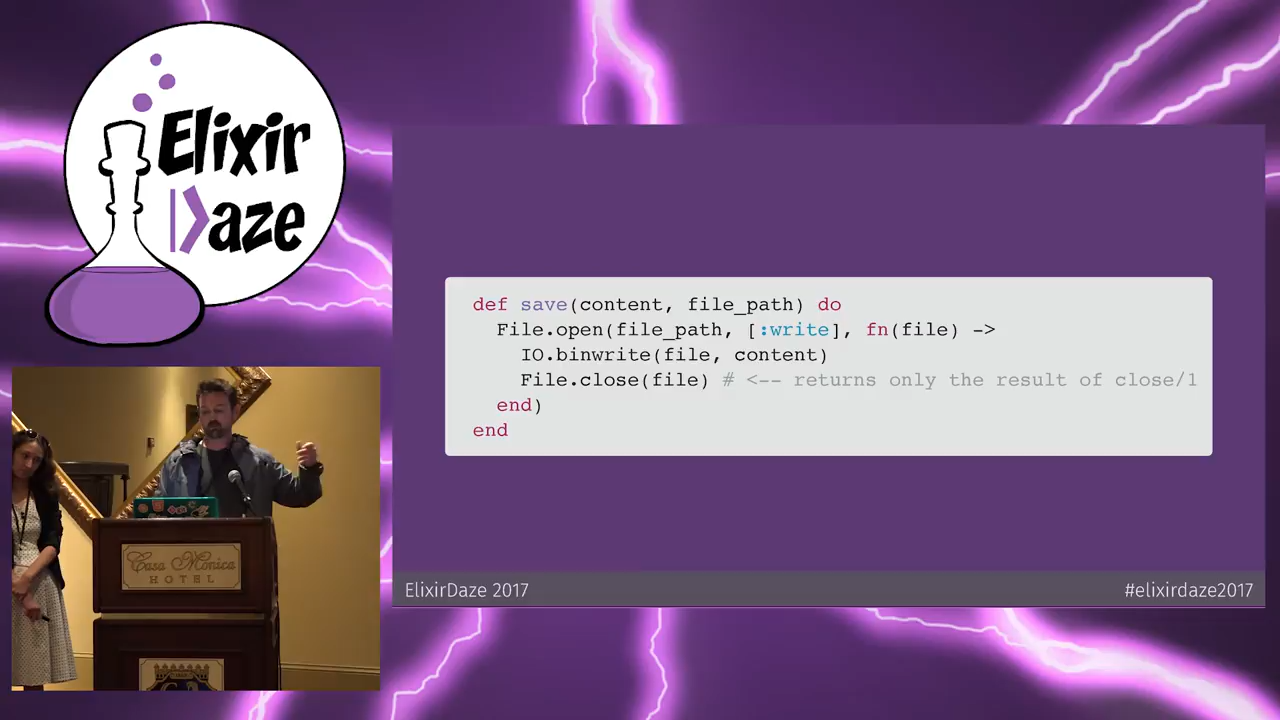 Elixir
Daze
def save(content, file_path) do
  File.open(file_path, [:write], fn(file) ->
    IO.binwrite(file, content)
    File.close(file) # <-- returns only the result of close/1
  end)
end
Casa Monica
HOTEL
ElixirDaze 2017
#elixirdaze2017